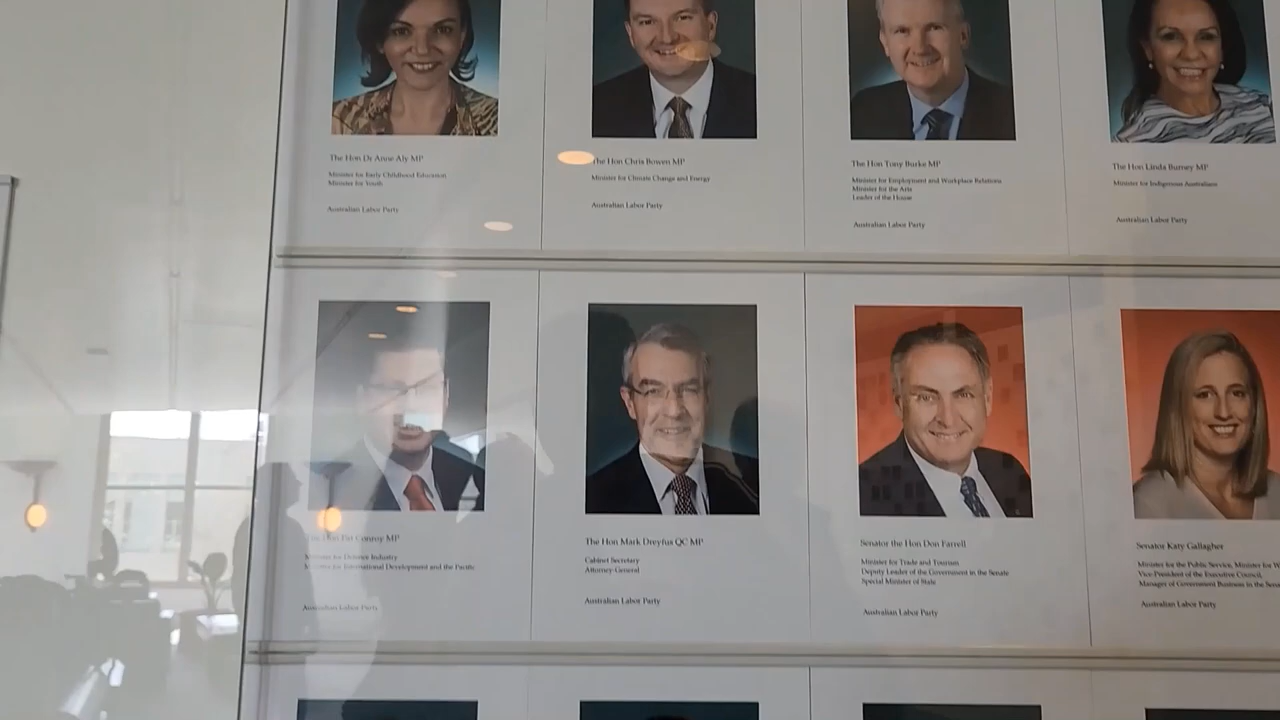 The Hon Dr Anne Aly MP
Minister for Early Childhood Education
Minister for Youth
Australian Labor Party
The Hon Chris Bowen MP
Minister for Climate Change and Energy
Australian Labor Party
The Hon Tony Burke MP
Minister for Employment and Workplace Relations
Minister for the Arts
Leader of the House
Australian Labor Party
The Hon Linda Burney MP
Minister for Indigenous Australians
Australian Labor Party
The Hon Pat Conroy MP
Minister for Defence Industry
Minister for International Development and the Pacific
Australian Labor Party
The Hon Mark Dreyfus QC MP
Cabinet Secretary
Attorney-General
Australian Labor Party
Senator the Hon Don Farrell
Minister for Trade and Tourism
Deputy Leader of the Government in the Senate
Special Minister of State
Australian Labor Party
Senator Katy Gallagher
Minister for the Public Service, Minister for
Vice-President of the Executive Council,
Manager of Government Business in the
Australian Labor Party